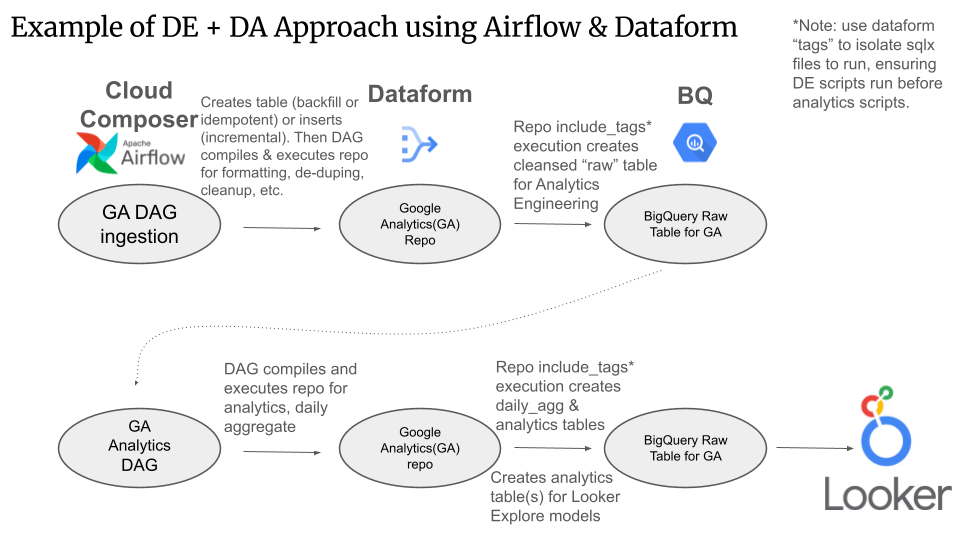 Example of DE + DA Approach using Airflow & Dataform
*Note: use dataform
“tags” to isolate sqlx
files to run, ensuring
DE scripts run before
analytics scripts.
Cloud
Composer
Apache
Airflow
Creates table (backfill or
idempotent) or inserts
(incremental). Then DAG
compiles & executes repo
for formatting, de-duping,
cleanup, etc.
Dataform
Repo include_tags*
execution creates
cleansed “raw” table
for Analytics
Engineering
BQ
GA DAG
ingestion
Google
Analytics(GA)
Repo
BigQuery Raw
Table for GA
DAG compiles and
executes repo for
analytics, daily
aggregate
Repo include_tags*
execution creates
daily_agg &
analytics tables
GA
Analytics
DAG
Google
Analytics(GA)
repo
BigQuery Raw
Table for GA
Creates analytics
table(s) for Looker
Explore models
Looker